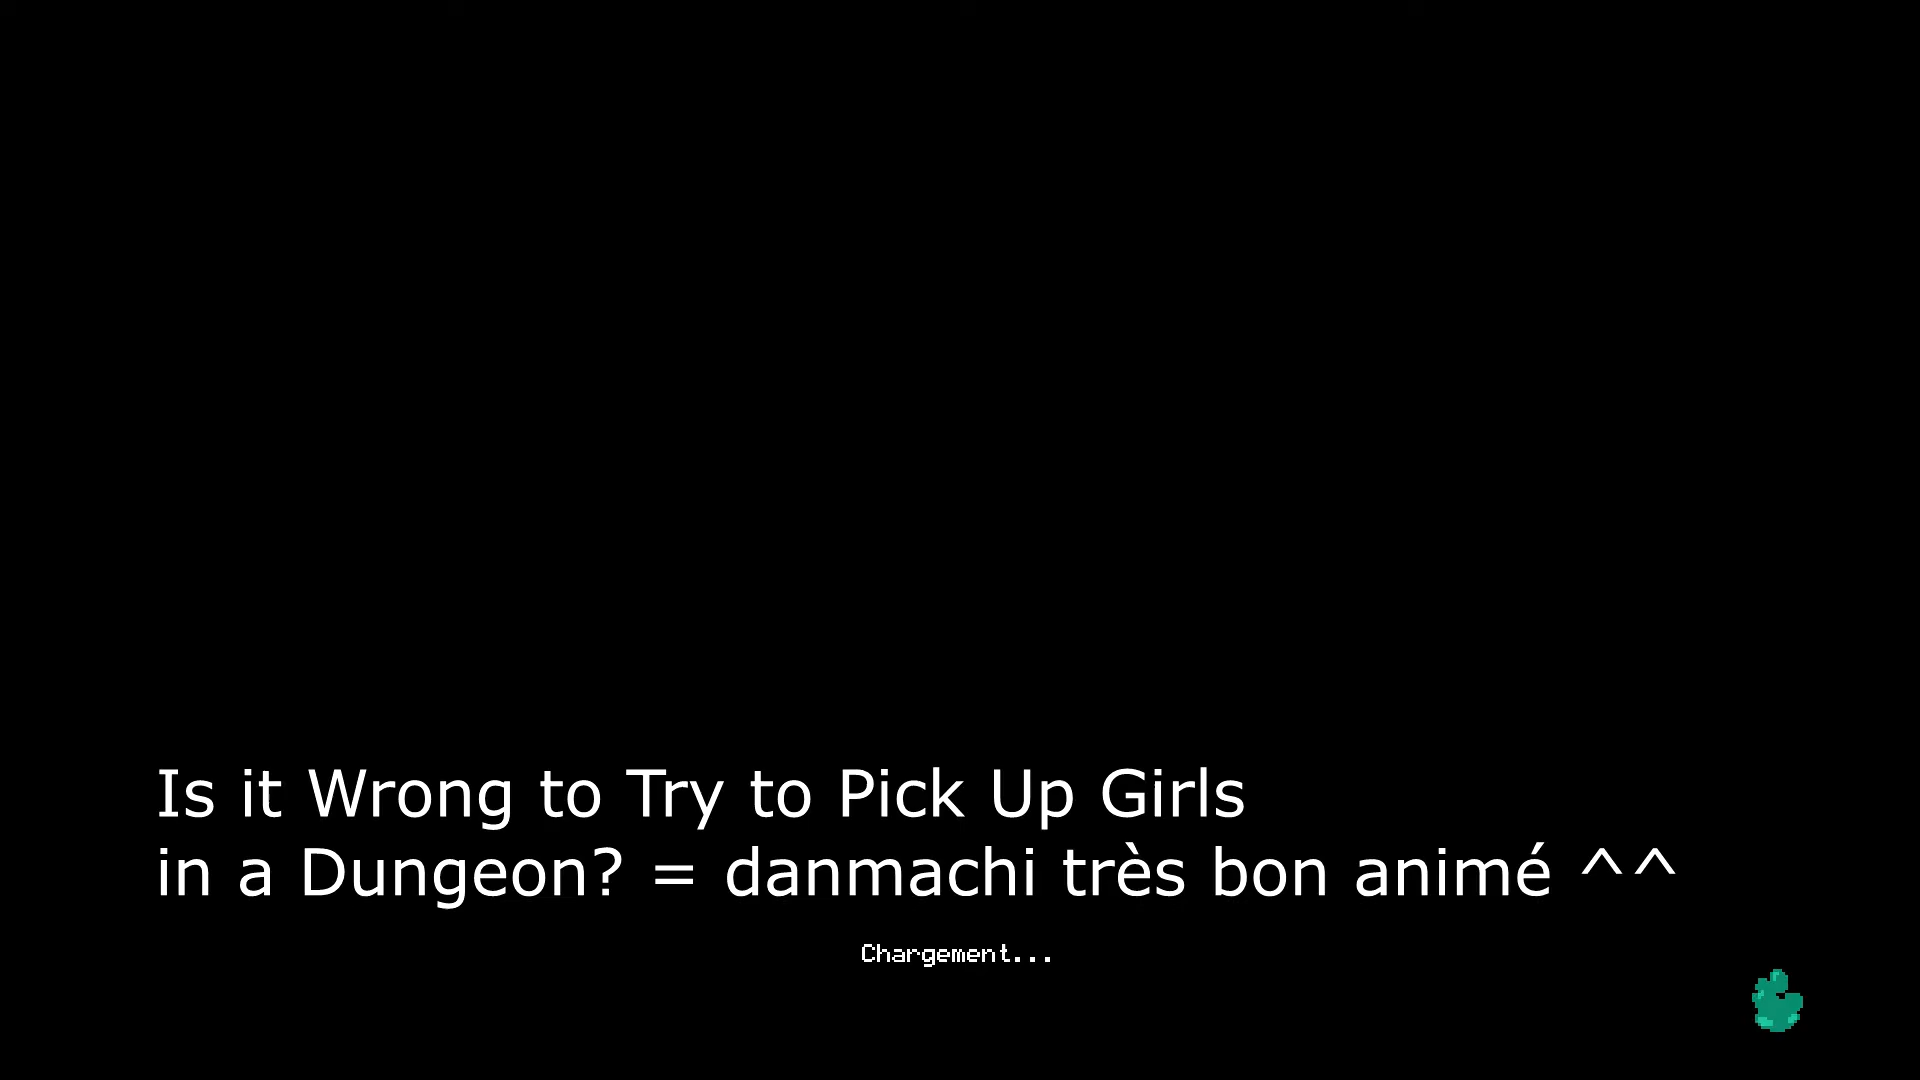 Is it Wrong to Try to Pick Up Girls
in a Dungeon? = danmachi très bon animé ^^
Chargement...